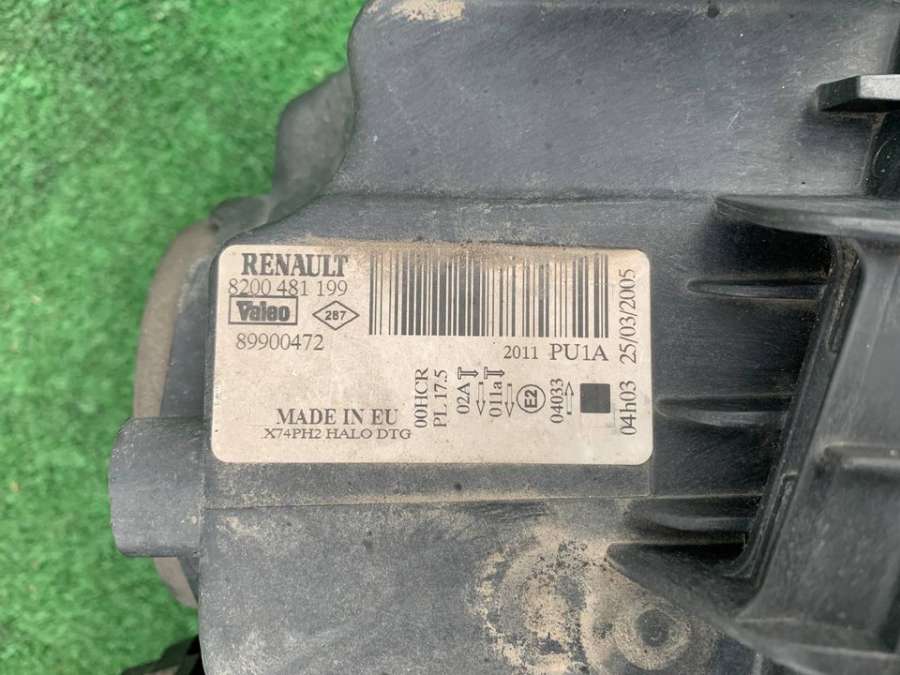 RENAULT
8200 481 199
Valeo
287
89900472
2011 PU1A
MADE IN EU
X74PH2 HALO DTG
00HCR
PL 17.5
02A
011a
E2
04033
04h03 25/03/2005